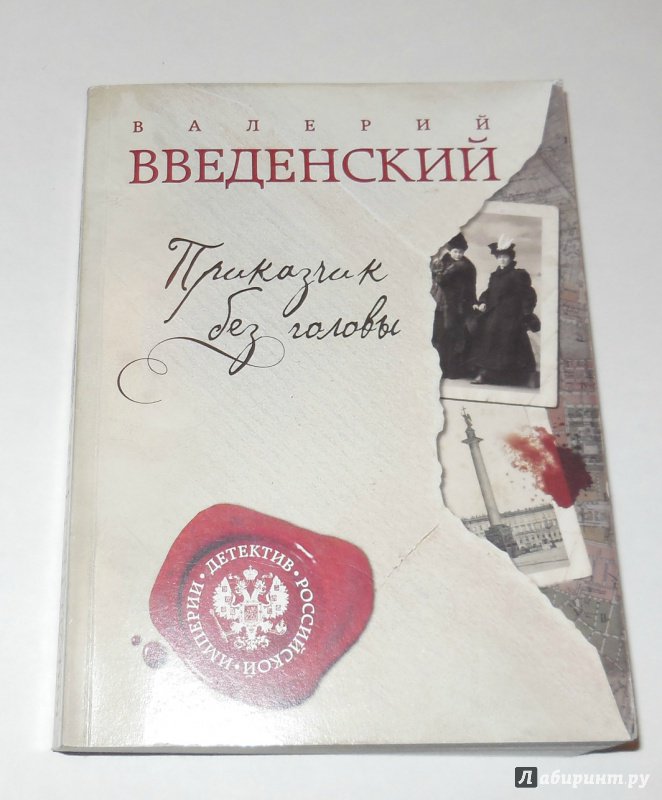 ВАЛЕРИЙ
ВВЕДЕНСКИЙ
Приказчик
без головы
ДЕТЕКТИВ • РОССИЙСКОЙ • ИМПЕРИИ •
Лабиринт.ру